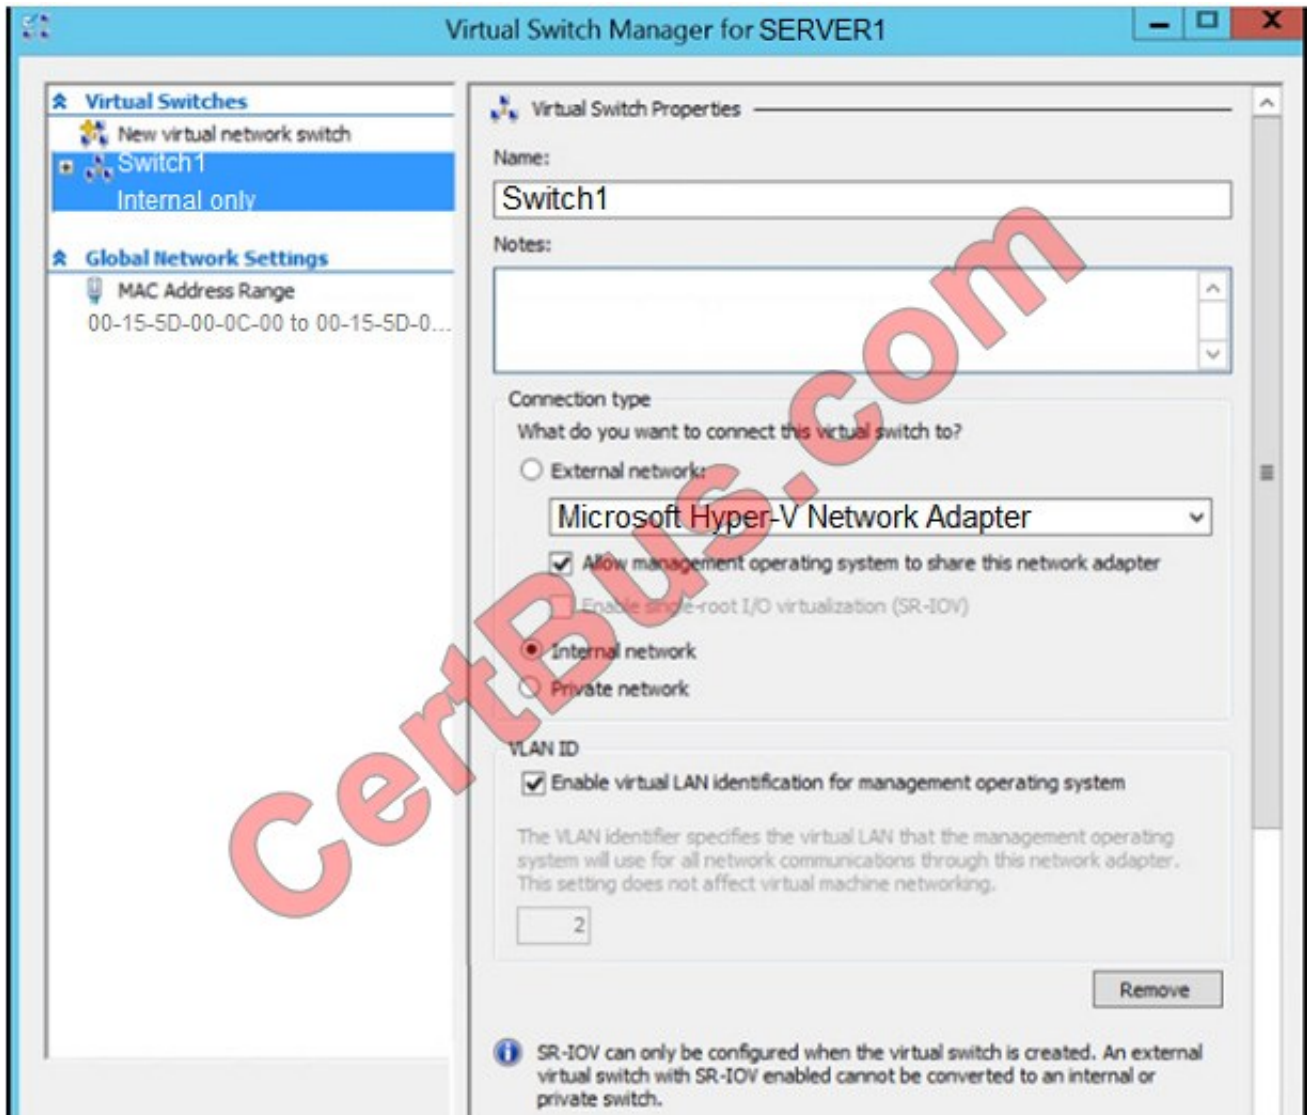 Virtual Switch Manager for SERVER1
Virtual Switches
New virtual network switch
Switch1
Internal only
Global Network Settings
MAC Address Range
00-15-5D-00-0C-00 to 00-15-5D-0...
Virtual Switch Properties
Name:
Switch1
Notes:
Connection type
What do you want to connect this virtual switch to?
External network:
Microsoft Hyper-V Network Adapter
Allow management operating system to share this network adapter
Enable single-root I/O virtualization (SR-IOV)
Internal network
Private network
VLAN ID
Enable virtual LAN identification for management operating system
The VLAN identifier specifies the virtual LAN that the management operating
system will use for all network communications through this network adapter.
This setting does not affect virtual machine networking.
2
Remove
SR-IOV can only be configured when the virtual switch is created. An external
virtual switch with SR-IOV enabled cannot be converted to an internal or
private switch.
CertBus.com